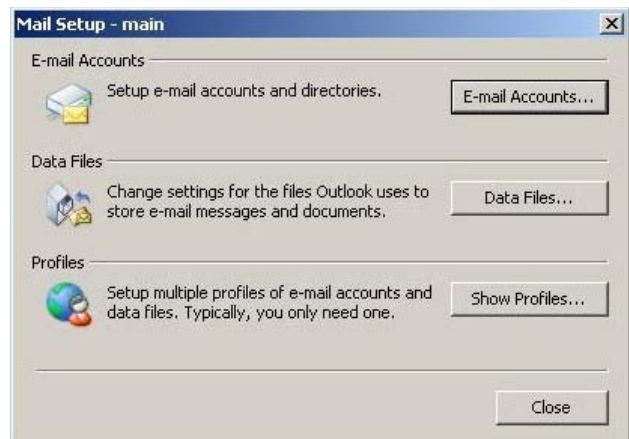 Mail Setup - main
E-mail Accounts
Setup e-mail accounts and directories.
E-mail Accounts...
Data Files
Change settings for the files Outlook uses to
store e-mail messages and documents.
Data Files...
Profiles
Setup multiple profiles of e-mail accounts and
data files. Typically, you only need one.
Show Profiles...
Close